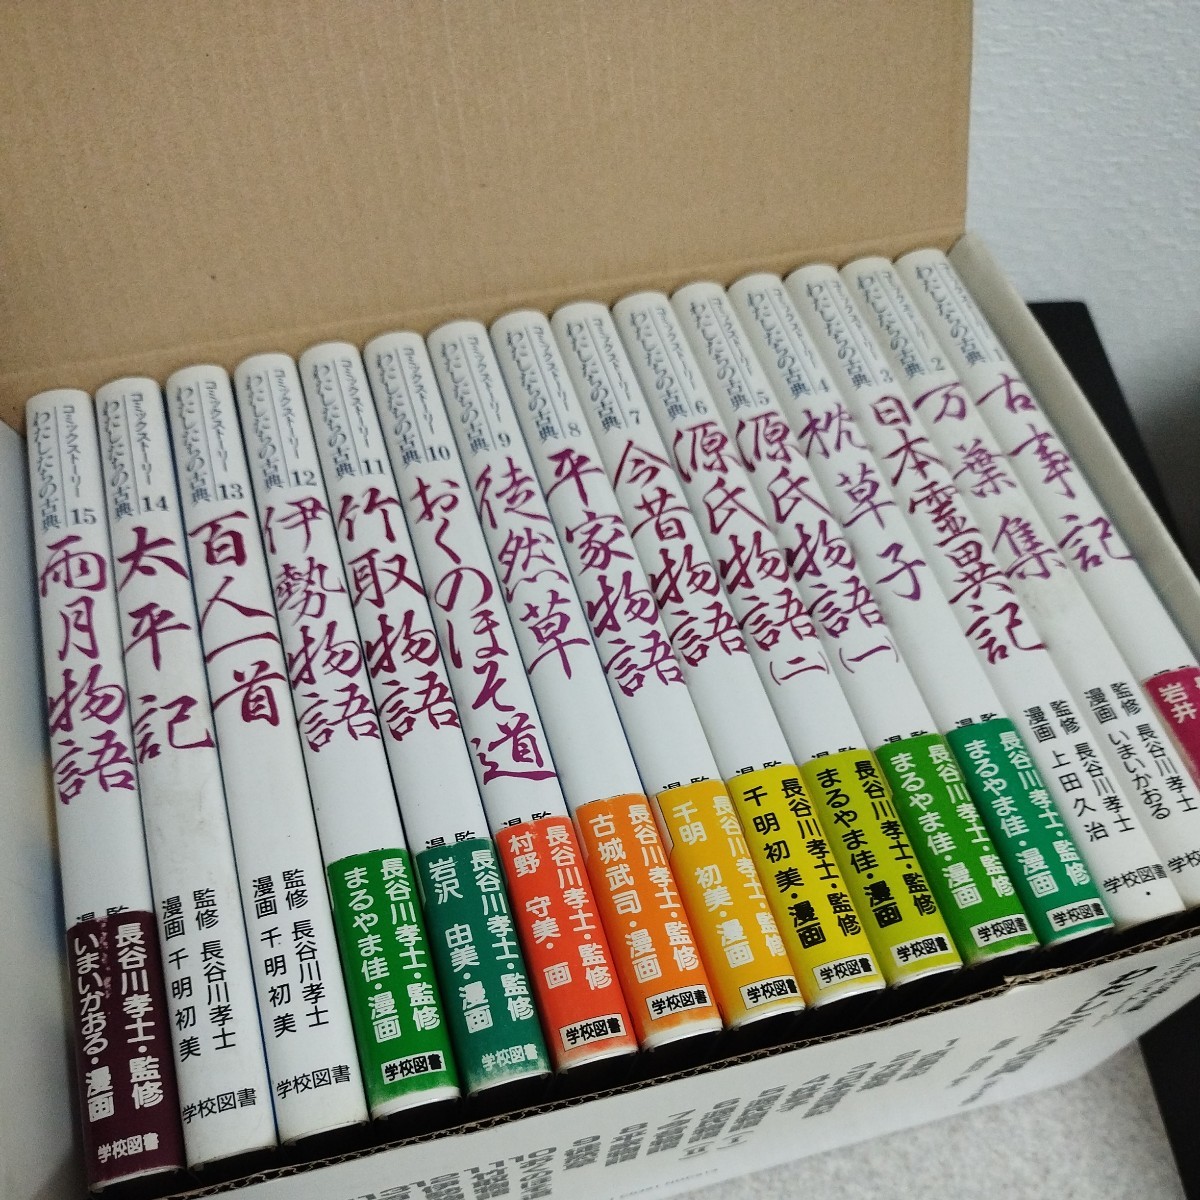 コミックストーリー
わたしたちの古典
1
古事記
岩井
コミックストーリー
わたしたちの古典
2
万葉集
監修 長谷川孝士
漫画 いまいかおる
学校図書
コミックストーリー
わたしたちの古典
3
日本霊異記
監修 長谷川孝士
漫画 上田久治
学校図書
コミックストーリー
わたしたちの古典
4
枕草子
長谷川孝士・監修
まるやま佳・漫画
学校図書
コミックストーリー
わたしたちの古典
5
源氏物語(一)
長谷川孝士・監修
まるやま佳・漫画
学校図書
コミックストーリー
わたしたちの古典
6
源氏物語(二)
長谷川孝士・監修
まるやま佳・漫画
学校図書
コミックストーリー
わたしたちの古典
7
今昔物語
長谷川孝士・監修
千明初美・漫画
学校図書
コミックストーリー
わたしたちの古典
8
平家物語
長谷川孝士・監修
千明 初美・漫画
学校図書
コミックストーリー
わたしたちの古典
9
徒然草
長谷川孝士・監修
古城武司・漫画
学校図書
コミックストーリー
わたしたちの古典
10
おくのほそ道
長谷川孝士・監修
村野 守美・画
学校図書
コミックストーリー
わたしたちの古典
11
竹取物語
長谷川孝士・監修
岩沢 由美・漫画
学校図書
コミックストーリー
わたしたちの古典
12
伊勢物語
長谷川孝士・監修
まるやま佳・漫画
学校図書
コミックストーリー
わたしたちの古典
13
百人一首
監修 長谷川孝士
漫画 千明初美
学校図書
コミックストーリー
わたしたちの古典
14
太平記
監修 長谷川孝士
漫画 千明初美
学校図書
コミックストーリー
わたしたちの古典
15
雨月物語
長谷川孝士・監修
いまいかおる・漫画
学校図書